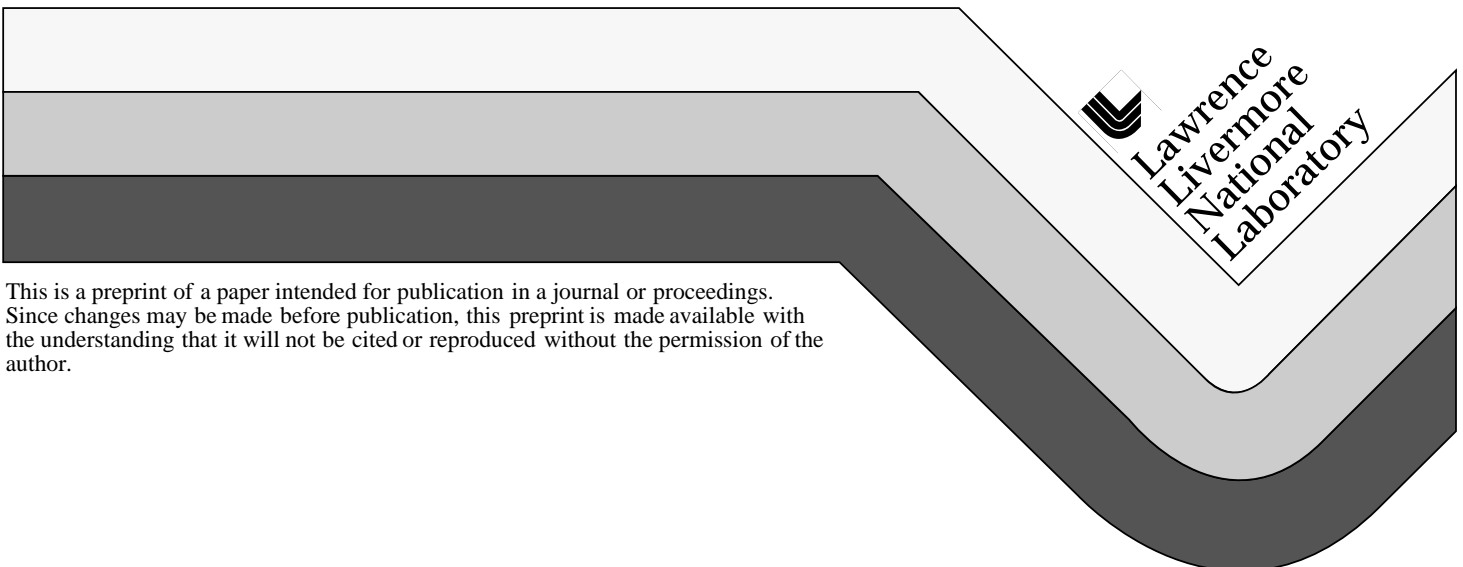 Lawrence
Livermore
National
Laboratory
This is a preprint of a paper intended for publication in a journal or proceedings.
Since changes may be made before publication, this preprint is made available with
the understanding that it will not be cited or reproduced without the permission of the
author.